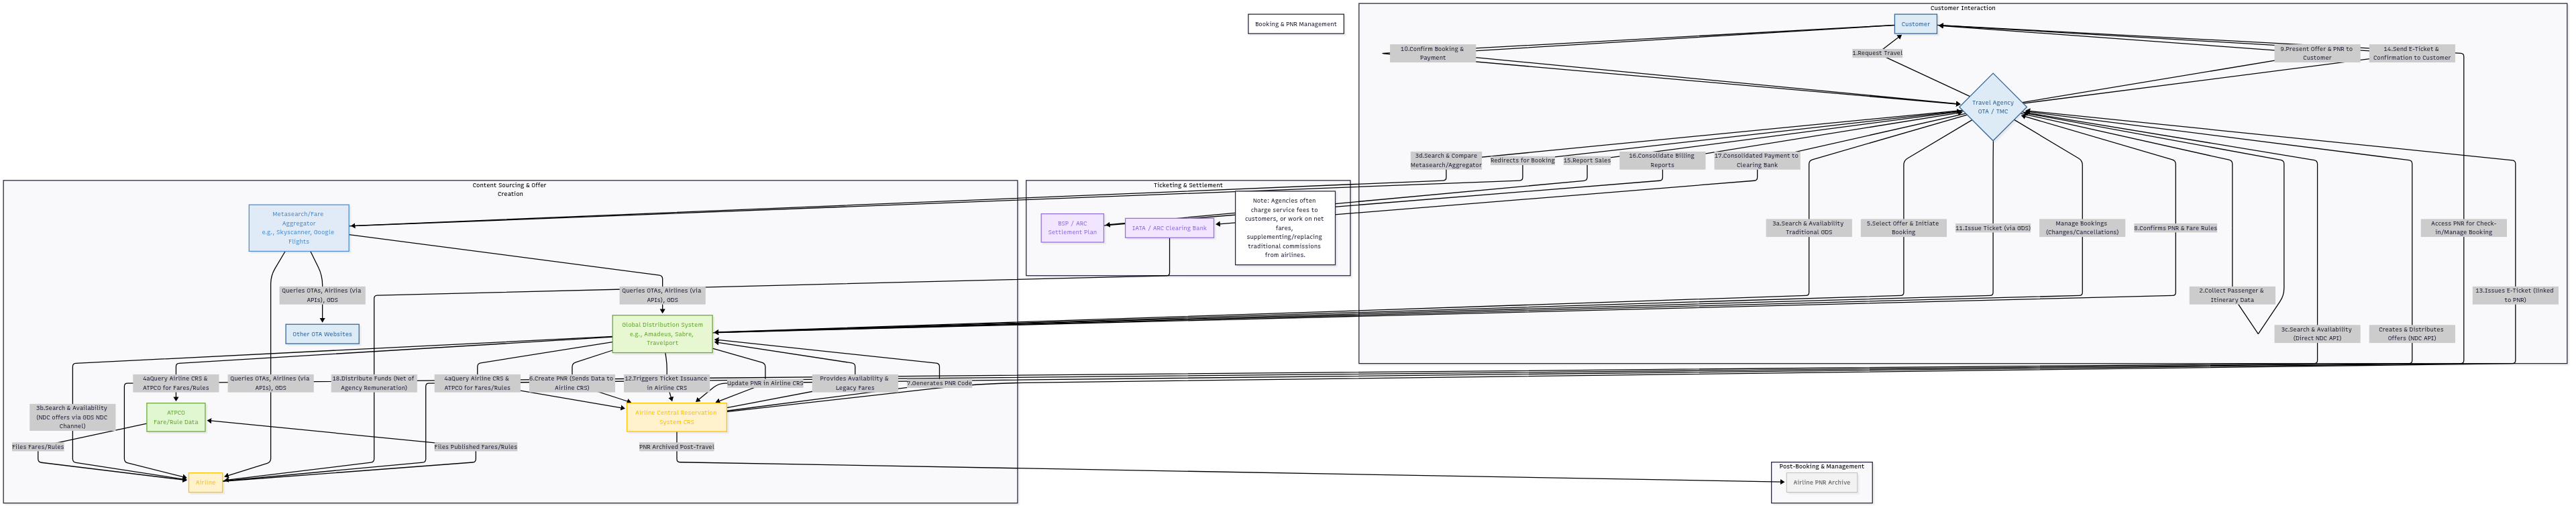 Customer Interaction
Booking & PNR Management
Customer
10.Confirm Booking &
Payment
1.Request Travel
9.Present Offer & PNR to
Customer
14.Send E-Ticket &
Confirmation to Customer
Travel Agency
OTA / TMC
3d.Search & Compare
Metasearch/Aggregator
Redirects for Booking
15.Report Sales
16.Consolidate Billing
Reports
17.Consolidated Payment to
Clearing Bank
Content Sourcing & Offer
Creation
Ticketing & Settlement
Metasearch/Fare
Aggregator
e.g., Skyscanner, Google
Flights
BSP / ARC
Settlement Plan
IATA / ARC Clearing Bank
Note: Agencies often
charge service fees to
customers, or work on net
fares,
supplementing/replacing
traditional commissions
from airlines.
3a.Search & Availability
Traditional GDS
5.Select Offer & Initiate
Booking
11.Issue Ticket (via GDS)
Manage Bookings
(Changes/Cancellations)
8.Confirms PNR & Fare Rules
Access PNR for Check-
in/Manage Booking
Queries OTAs, Airlines (via
APIs), GDS
Queries OTAs, Airlines (via
APIs), GDS
2.Collect Passenger &
Itinerary Data
13.Issues E-Ticket (linked
to PNR)
Other OTA Websites
Global Distribution System
e.g., Amadeus, Sabre,
Travelport
3c.Search & Availability
(Direct NDC API)
Creates & Distributes
Offers (NDC API)
4aQuery Airline CRS &
ATPCO for Fares/Rules
Queries OTAs, Airlines (via
APIs), GDS
18.Distribute Funds (Net of
Agency Remuneration)
4aQuery Airline CRS &
ATPCO for Fares/Rules
6.Create PNR (Sends Data to
Airline CRS)
12.Triggers Ticket Issuance
in Airline CRS
Update PNR in Airline CRS
Provides Availability &
Legacy Fares
7.Generates PNR Code
3b.Search & Availability
(NDC offers via GDS NDC
Channel)
ATPCO
Fare/Rule Data
Airline Central Reservation
System CRS
Files Fares/Rules
Files Published Fares/Rules
PNR Archived Post-Travel
Airline
Post-Booking & Management
Airline PNR Archive